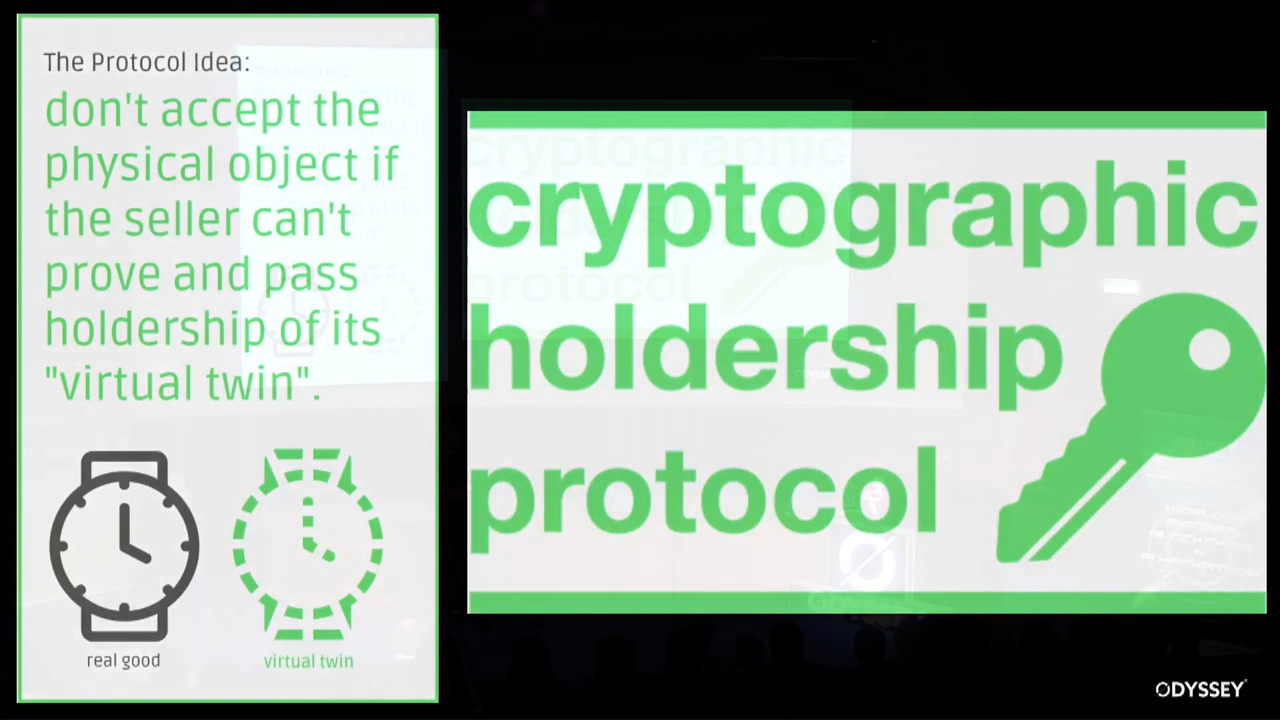 The Protocol Idea:
don't accept the
physical object if
the seller can't
prove and pass
holdership of its
"virtual twin".
real good
virtual twin
cryptographic
holdership
protocol
ODYSSEY